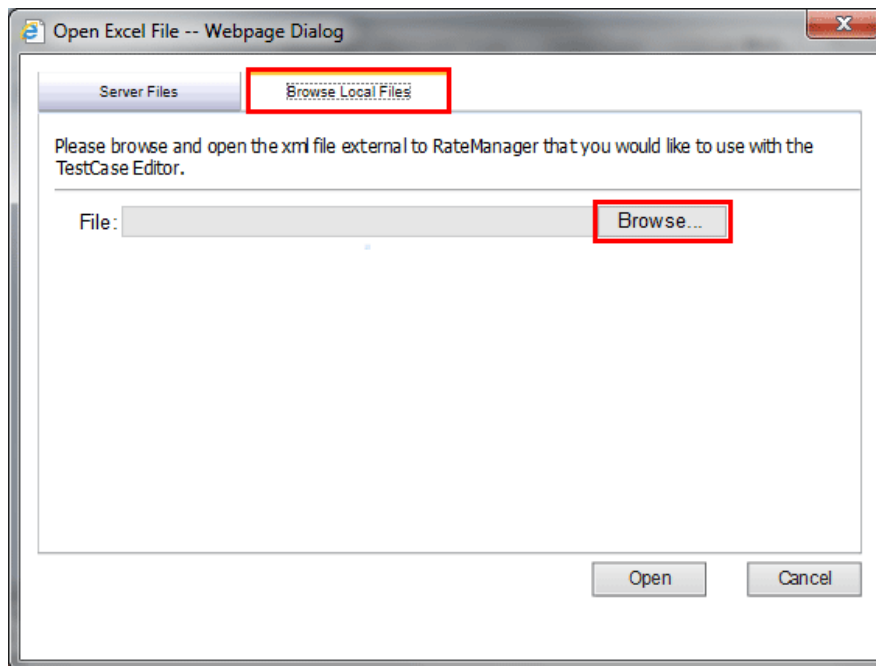 Open Excel File -- Webpage Dialog
X
Server Files
Browse Local Files
Please browse and open the xml file external to RateManager that you would like to use with the
TestCase Editor.
File: Browse...
Open Cancel